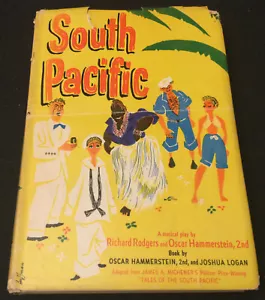 South
Pacific
A musical play by
Richard Rodgers and Oscar Hammerstein, 2nd
Book by
OSCAR HAMMERSTEIN, 2nd, and JOSHUA LOGAN
Adapted from JAMES A. MICHENER'S Pulitzer Prize-Winning
"TALES OF THE SOUTH PACIFIC"